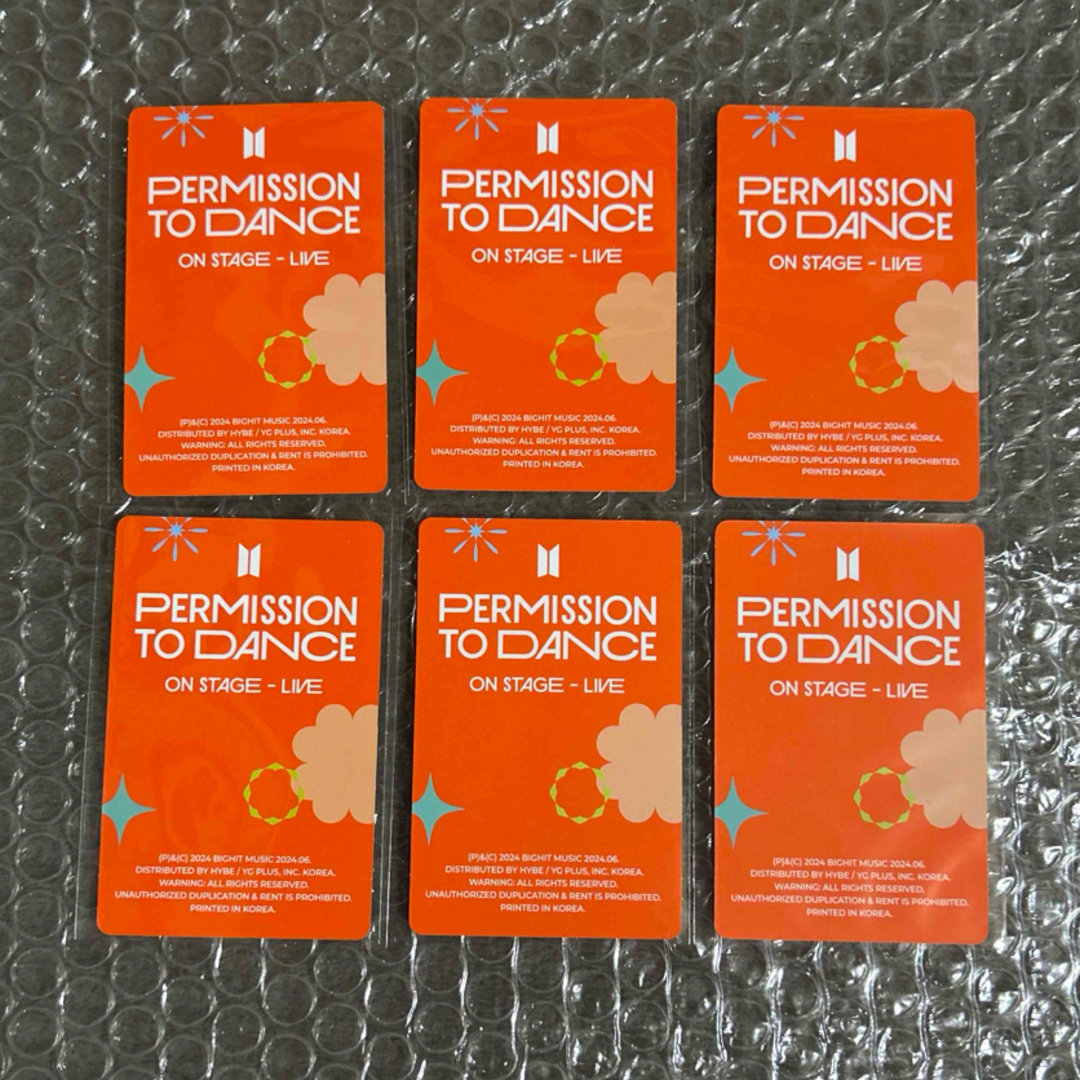 PERMISSION
TO DANCE
ON STAGE - LIVE
(P)&(C) 2024 BIGHIT MUSIC 2024.06.
DISTRIBUTED BY HYBE / YG PLUS, INC. KOREA.
WARNING: ALL RIGHTS RESERVED.
UNAUTHORIZED DUPLICATION & RENT IS PROHIBITED.
PRINTED IN KOREA.
PERMISSION
TO DANCE
ON STAGE - LIVE
(P)&(C) 2024 BIGHIT MUSIC 2024.06.
DISTRIBUTED BY HYBE / YG PLUS, INC. KOREA.
WARNING: ALL RIGHTS RESERVED.
UNAUTHORIZED DUPLICATION & RENT IS PROHIBITED.
PRINTED IN KOREA.
PERMISSION
TO DANCE
ON STAGE - LIVE
(P)&(C) 2024 BIGHIT MUSIC 2024.06.
DISTRIBUTED BY HYBE / YG PLUS, INC. KOREA.
WARNING: ALL RIGHTS RESERVED.
UNAUTHORIZED DUPLICATION & RENT IS PROHIBITED.
PRINTED IN KOREA.
PERMISSION
TO DANCE
ON STAGE - LIVE
(P)&(C) 2024 BIGHIT MUSIC 2024.06.
DISTRIBUTED BY HYBE / YG PLUS, INC. KOREA.
WARNING: ALL RIGHTS RESERVED.
UNAUTHORIZED DUPLICATION & RENT IS PROHIBITED.
PRINTED IN KOREA.
PERMISSION
TO DANCE
ON STAGE - LIVE
(P)&(C) 2024 BIGHIT MUSIC 2024.06.
DISTRIBUTED BY HYBE / YG PLUS, INC. KOREA.
WARNING: ALL RIGHTS RESERVED.
UNAUTHORIZED DUPLICATION & RENT IS PROHIBITED.
PRINTED IN KOREA.
PERMISSION
TO DANCE
ON STAGE - LIVE
(P)&(C) 2024 BIGHIT MUSIC 2024.06.
DISTRIBUTED BY HYBE / YG PLUS, INC. KOREA.
WARNING: ALL RIGHTS RESERVED.
UNAUTHORIZED DUPLICATION & RENT IS PROHIBITED.
PRINTED IN KOREA.